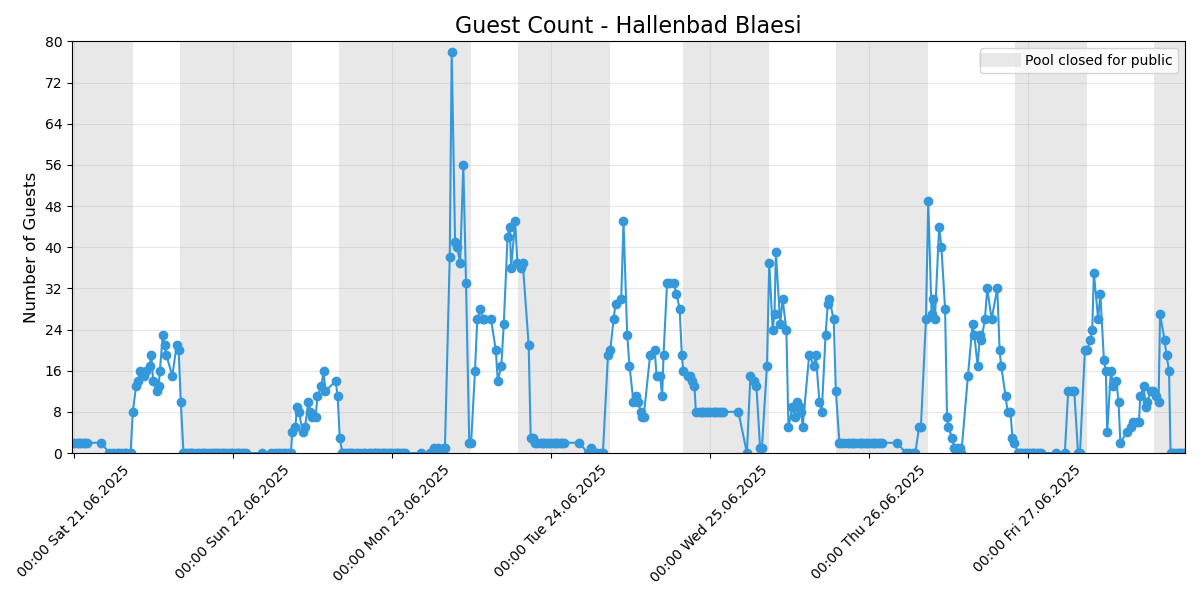 Guest Count - Hallenbad Blaesi
Pool closed for public
Number of Guests
80
72
64
56
48
40
32
24
16
8
0
00:00 Sat 21.06.2025
00:00 Sun 22.06.2025
00:00 Mon 23.06.2025
00:00 Tue 24.06.2025
00:00 Wed 25.06.2025
00:00 Thu 26.06.2025
00:00 Fri 27.06.2025